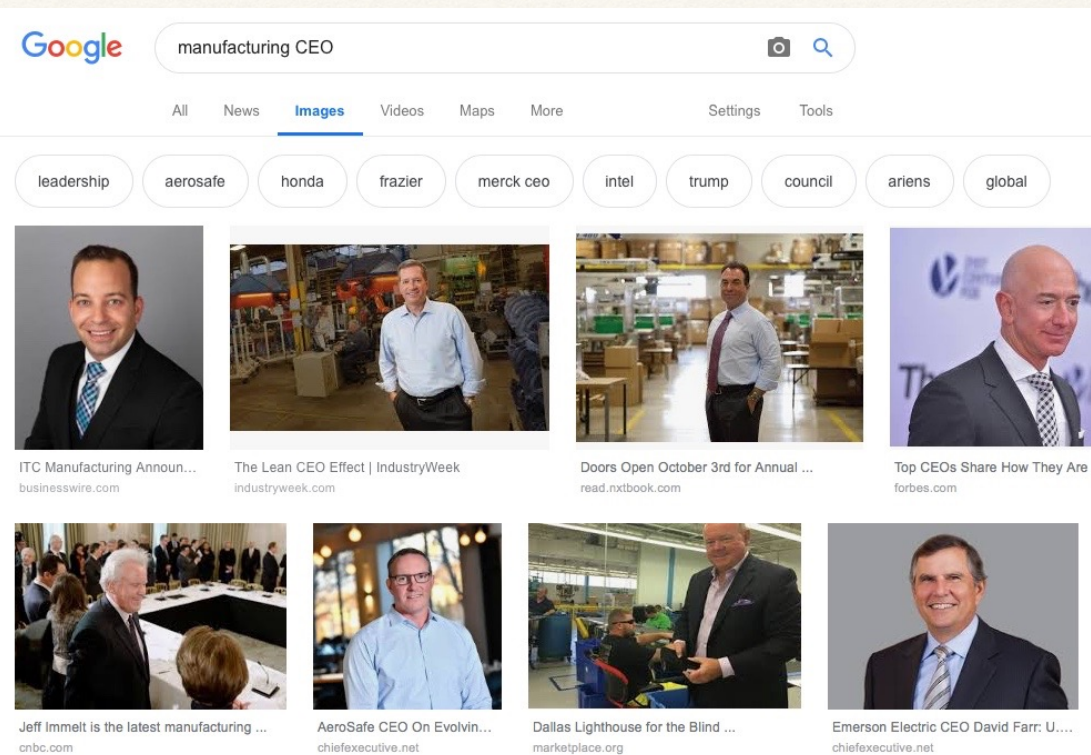 Google
manufacturing CEO
All News Images Videos Maps More Settings Tools
leadership aerosafe honda frazier merck ceo intel trump council ariens global
ITC Manufacturing Announ... The Lean CEO Effect | IndustryWeek Doors Open October 3rd for Annual ... Top CEOs Share How They Are
businesswire.com industryweek.com read.nxtbook.com forbes.com
Jeff Immelt is the latest manufacturing ... AeroSafe CEO On Evolvin... Dallas Lighthouse for the Blind ... Emerson Electric CEO David Farr: U....
cnbc.com chiefexecutive.net marketplace.org chiefexecutive.net